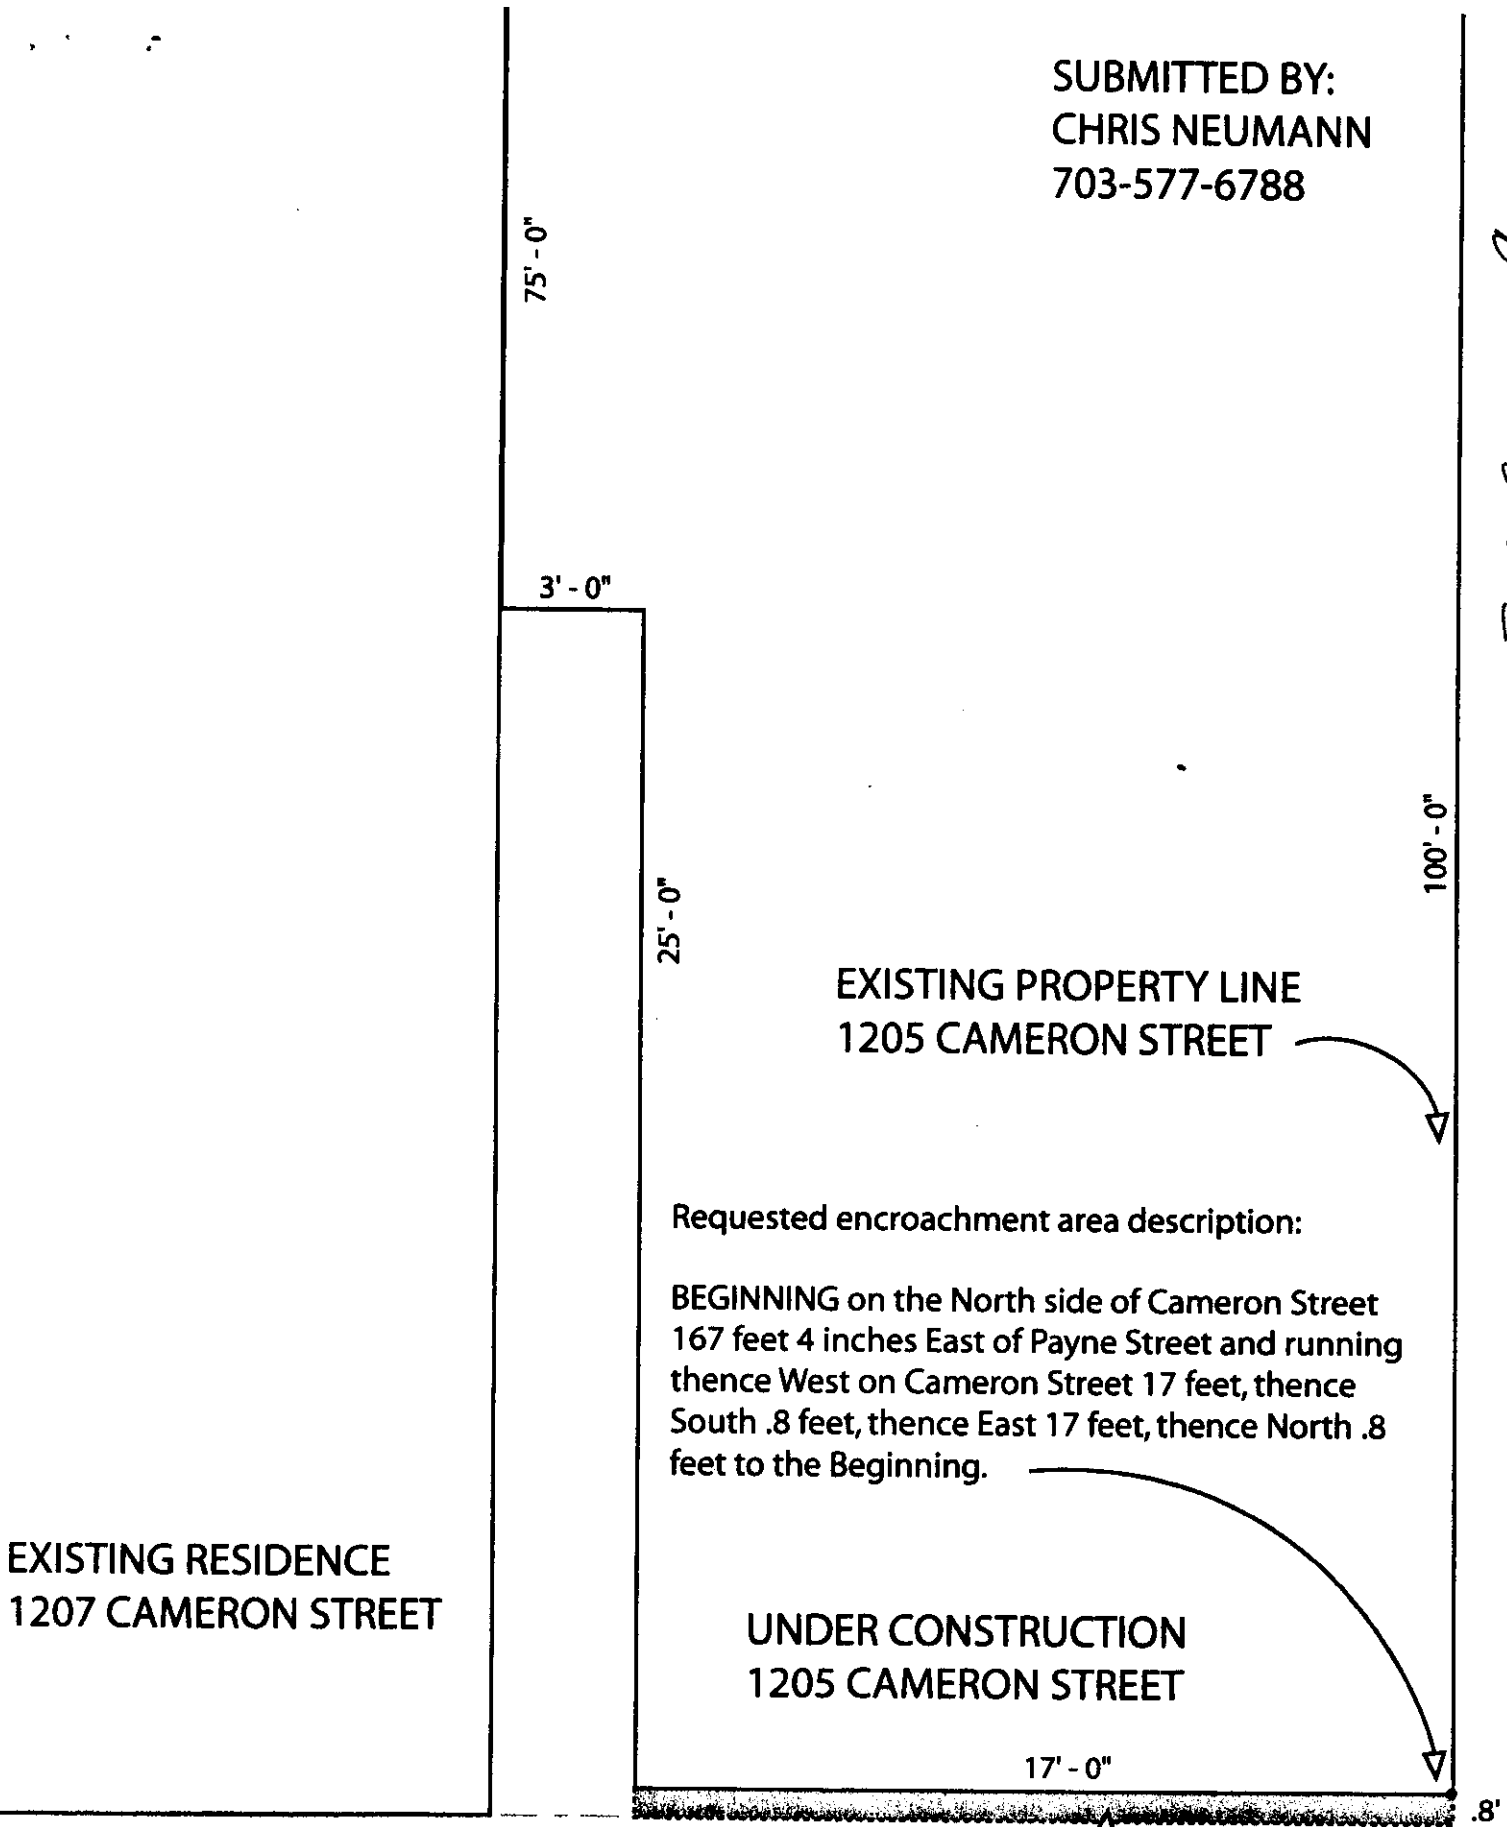 SUBMITTED BY:
CHRIS NEUMANN
703-577-6788
75' - 0"
3' - 0"
25' - 0"
100' - 0"
EXISTING PROPERTY LINE
1205 CAMERON STREET
Requested encroachment area description:
BEGINNING on the North side of Cameron Street
167 feet 4 inches East of Payne Street and running
thence West on Cameron Street 17 feet, thence
South .8 feet, thence East 17 feet, thence North .8
feet to the Beginning.
EXISTING RESIDENCE
1207 CAMERON STREET
UNDER CONSTRUCTION
1205 CAMERON STREET
17' - 0"
.8'